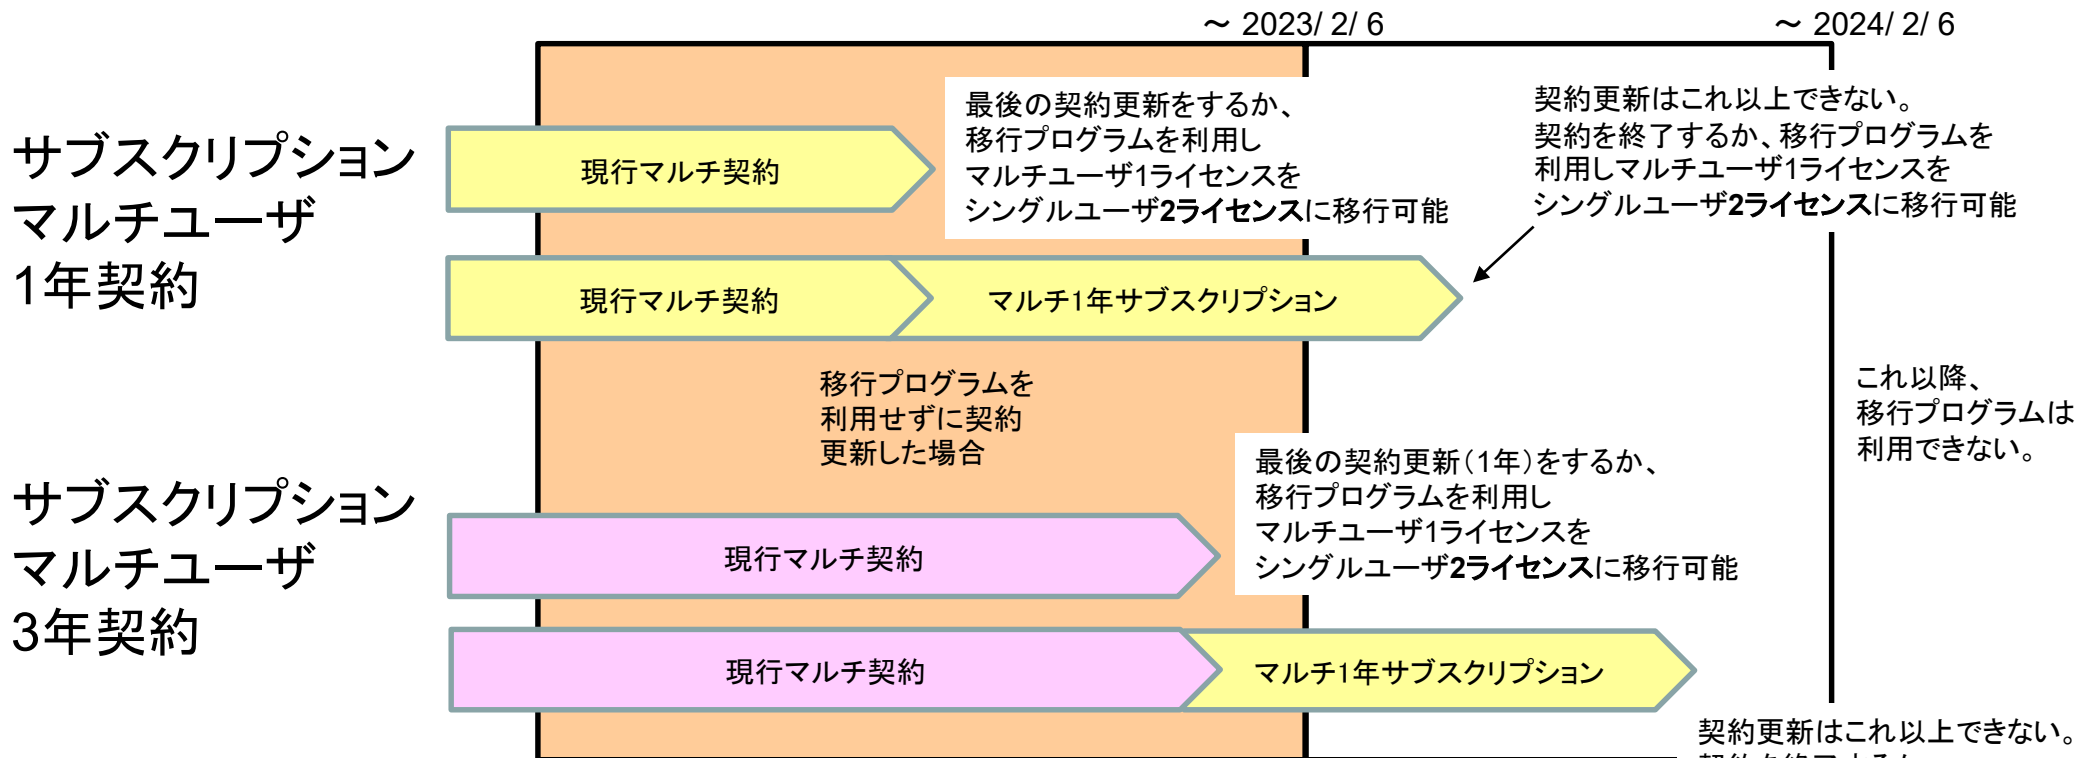 ～ 2023/ 2/ 6
～ 2024/ 2/ 6
サブスクリプション
マルチユーザ
1年契約
現行マルチ契約
最後の契約更新をするか、
移行プログラムを利用し
マルチユーザ1ライセンスを
シングルユーザ2ライセンスに移行可能
契約更新はこれ以上できない。
契約を終了するか、移行プログラムを
利用しマルチユーザ1ライセンスを
シングルユーザ2ライセンスに移行可能
現行マルチ契約
マルチ1年サブスクリプション
移行プログラムを
利用せずに契約
更新した場合
これ以降、
移行プログラムは
利用できない。
サブスクリプション
マルチユーザ
3年契約
最後の契約更新（1年）をするか、
移行プログラムを利用し
マルチユーザ1ライセンスを
シングルユーザ2ライセンスに移行可能
現行マルチ契約
現行マルチ契約
マルチ1年サブスクリプション
契約更新はこれ以上できない。